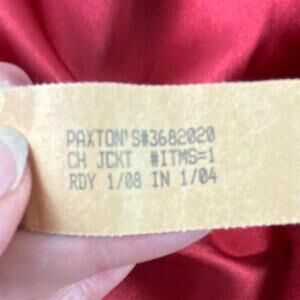 PAXTON'S#3682020
CH JCKT #ITMS=1
RDY 1/08 IN 1/04